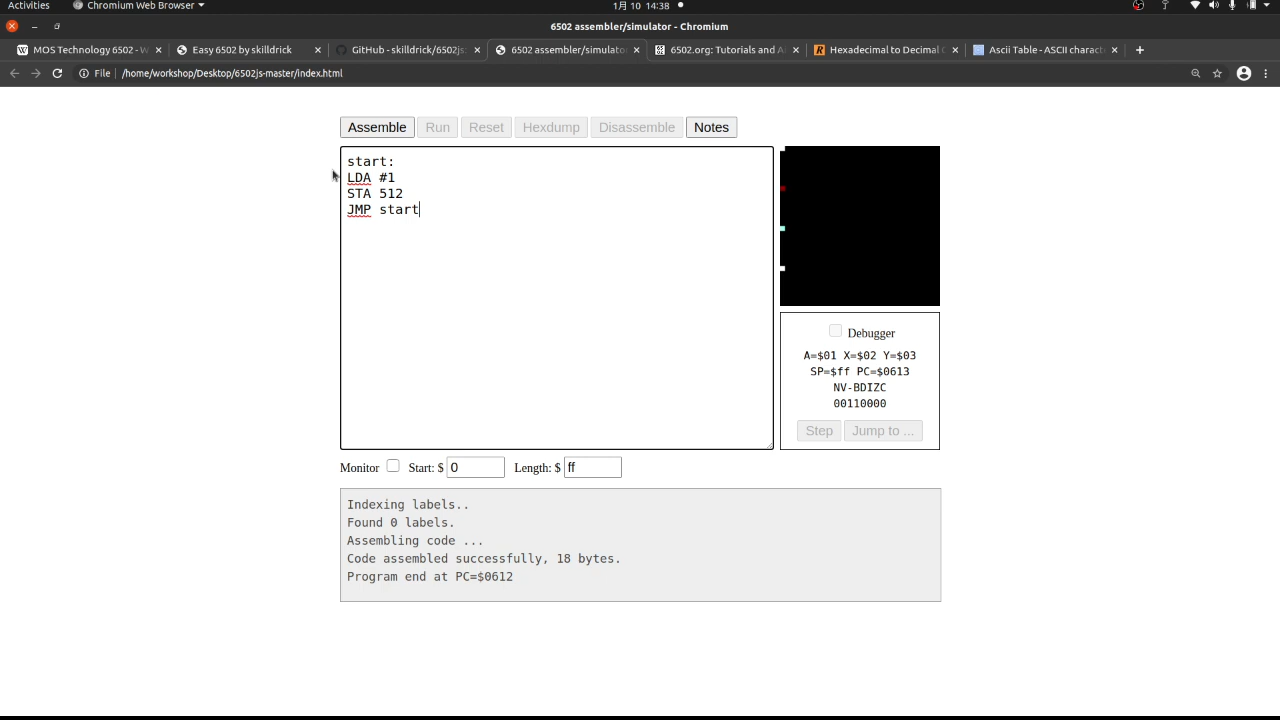 Activities
Chromium Web Browser
1月 10 14:38
6502 assembler/simulator - Chromium
MOS Technology 6502 - W
Easy 6502 by skilldrick
GitHub - skilldrick/6502js:
6502 assembler/simulato
6502.org: Tutorials and A
Hexadecimal to Decimal C
Ascii Table - ASCII charact
File
/home/workshop/Desktop/6502js-master/index.html
Assemble Run Reset Hexdump Disassemble Notes
start:
LDA #1
STA 512
JMP start
Debugger
A=$01 X=$02 Y=$03
SP=$ff PC=$0613
NV-BDIZC
00110000
Step Jump to ...
Monitor Start: $ 0 Length: $ ff
Indexing labels..
Found 0 labels.
Assembling code ...
Code assembled successfully, 18 bytes.
Program end at PC=$0612